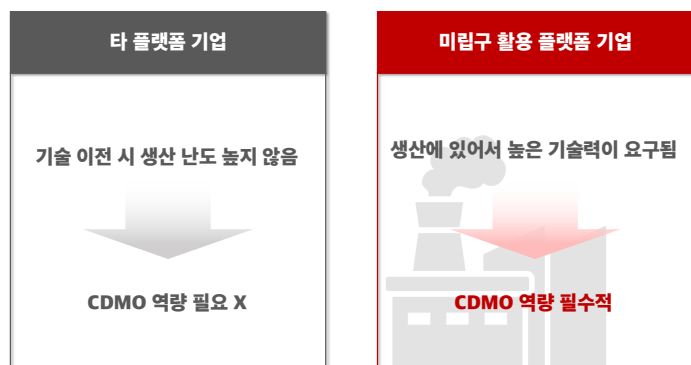 타 플랫폼 기업
기술 이전 시 생산 난도 높지 않음
CDMO 역량 필요 X
미립구 활용 플랫폼 기업
생산에 있어서 높은 기술력이 요구됨
CDMO 역량 필수적